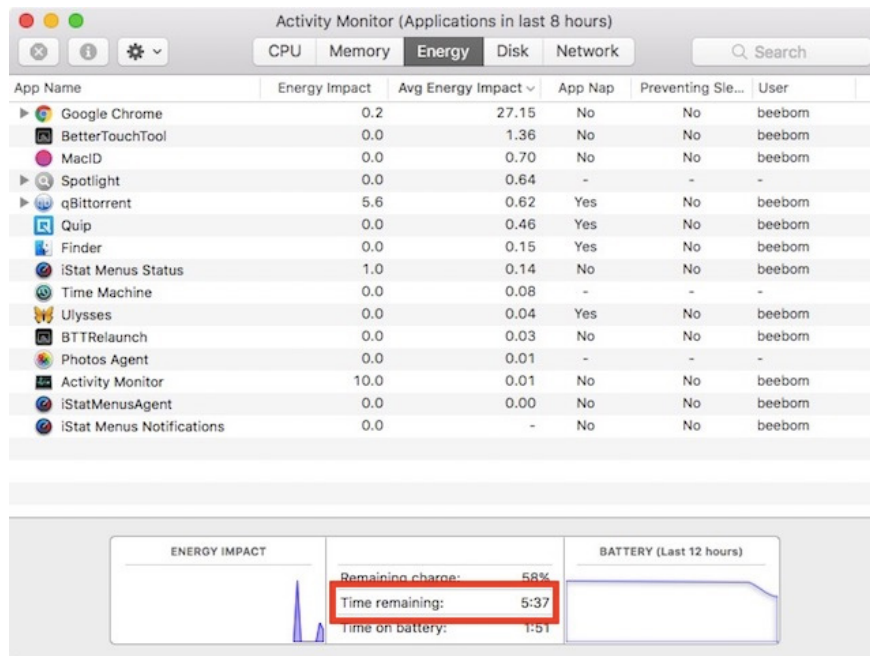 Activity Monitor (Applications in last 8 hours)
CPU Memory Energy Disk Network Search
App Name Energy Impact Avg Energy Impact App Nap Preventing Sle... User
Google Chrome 0.2 27.15 No No beebom
BetterTouchTool 0.0 1.36 No No beebom
MacID 0.0 0.70 No No beebom
Spotlight 0.0 0.64 - - -
qBittorrent 5.6 0.62 Yes No beebom
Quip 0.0 0.46 Yes No beebom
Finder 0.0 0.15 Yes No beebom
iStat Menus Status 1.0 0.14 No No beebom
Time Machine 0.0 0.08 - - -
Ulysses 0.0 0.04 Yes No beebom
BTTRelaunch 0.0 0.03 No No beebom
Photos Agent 0.0 0.01 - - -
Activity Monitor 10.0 0.01 No No beebom
iStatMenusAgent 0.0 0.00 No No beebom
iStat Menus Notifications 0.0 - No No beebom
ENERGY IMPACT BATTERY (Last 12 hours)
Remaining charge: 58%
Time remaining: 5:37
Time on battery: 1:51